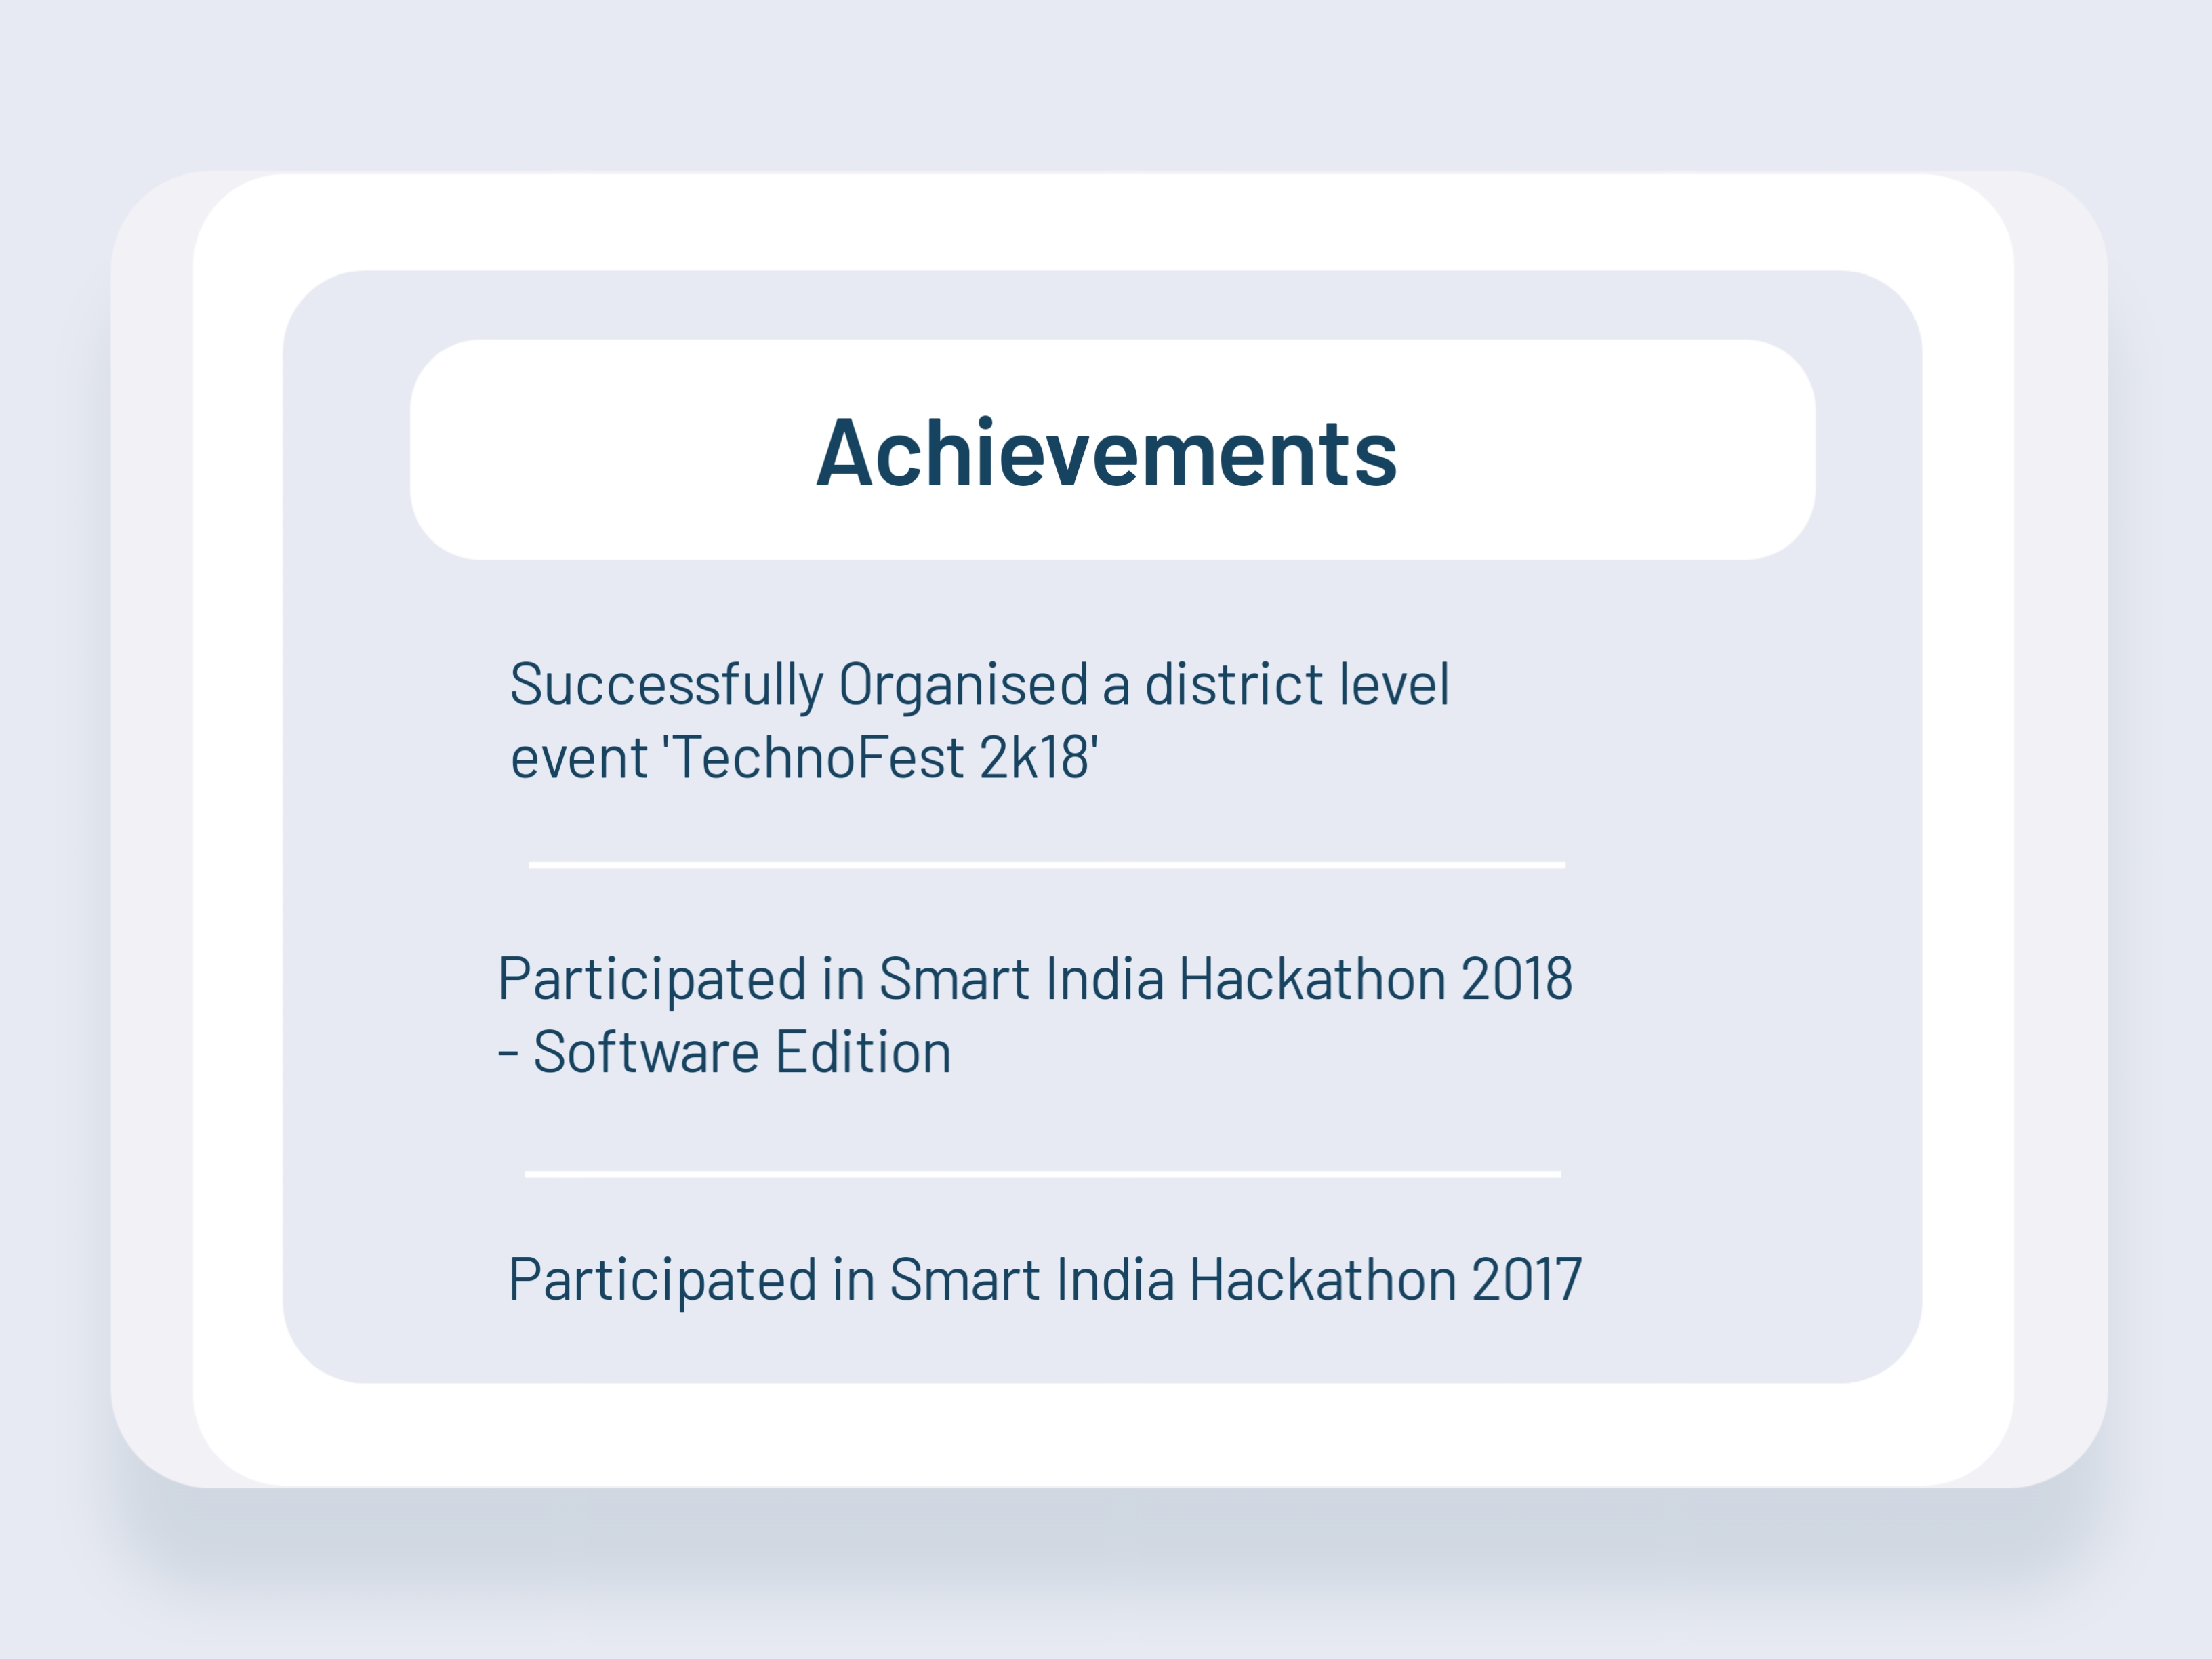 Achievements
Successfully Organised a district level
event 'TechnoFest 2k18'
Participated in Smart India Hackathon 2018
- Software Edition
Participated in Smart India Hackathon 2017